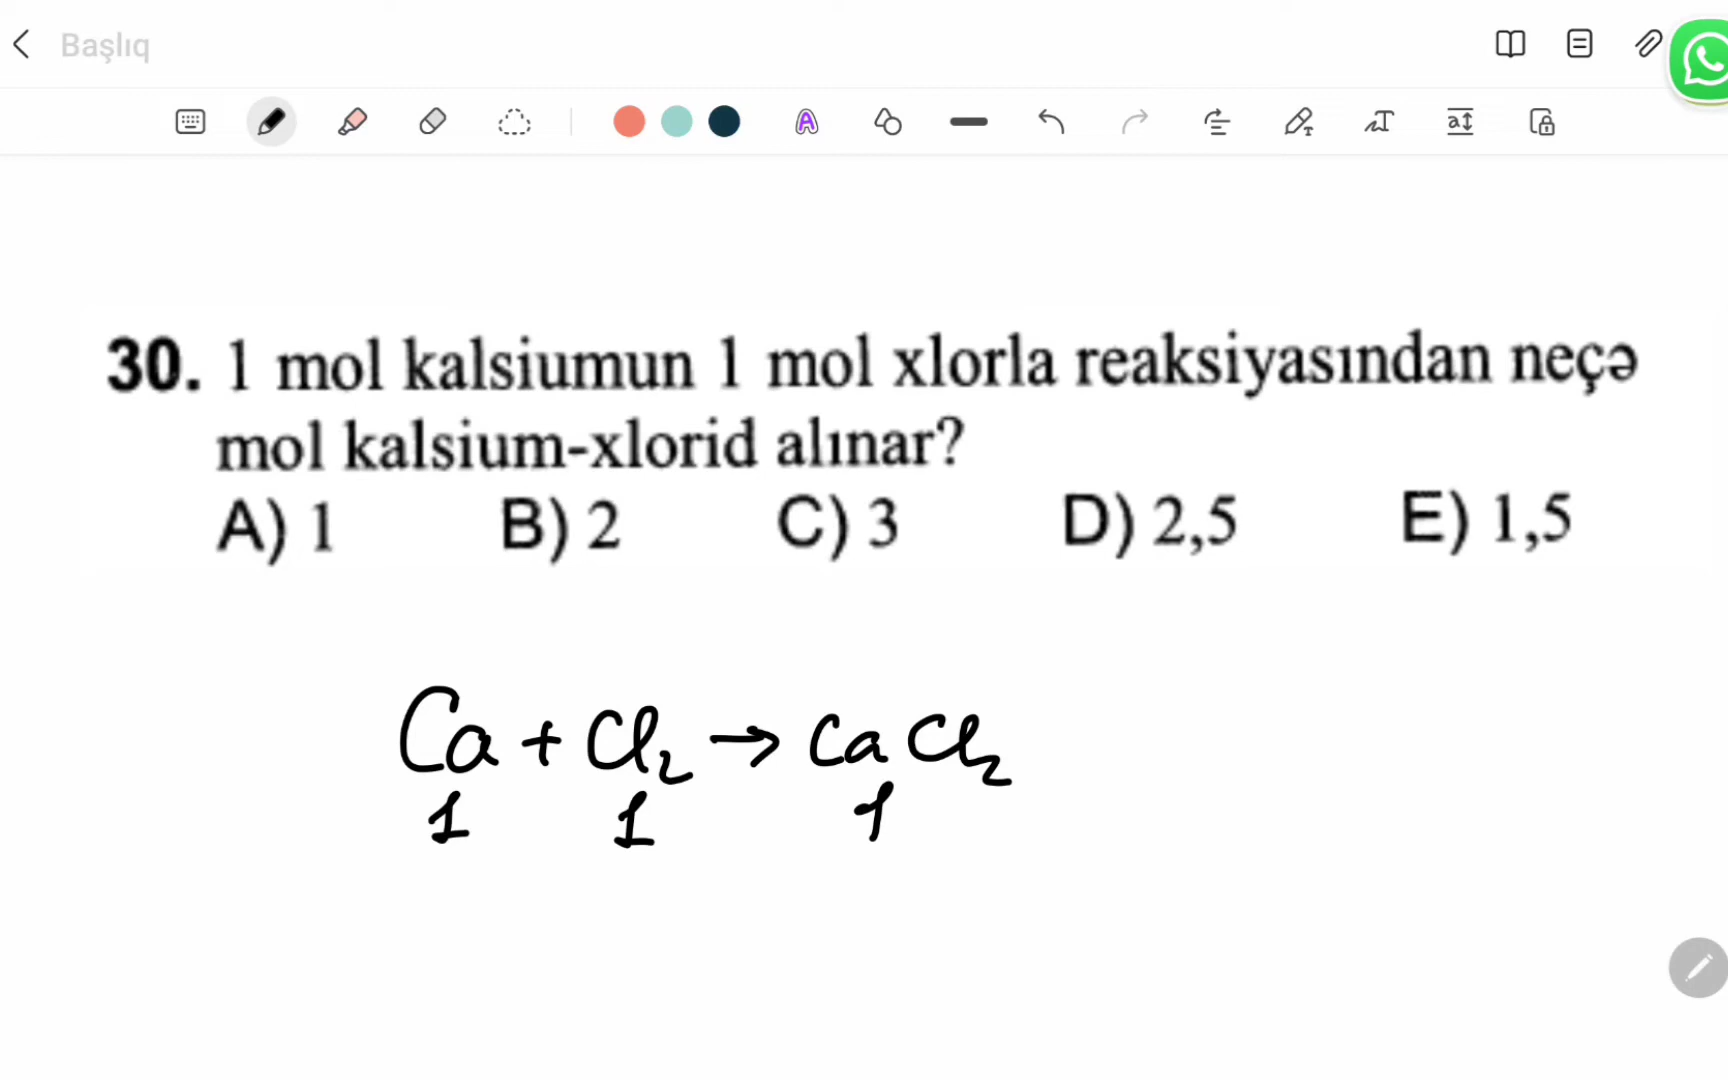 Başlıq
30. 1 mol kalsiumun 1 mol xlorla reaksiyasından neçə
mol kalsium-xlorid alınar?
A) 1 B) 2 C) 3 D) 2,5 E) 1,5
Ca + Cl₂ → CaCl₂
1 1 1